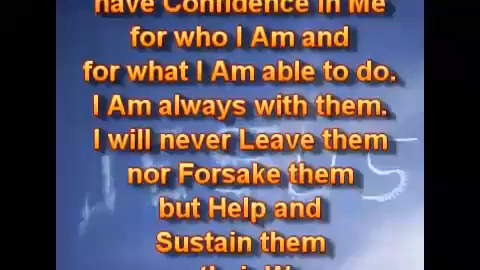 have Confidence in Me
for who I Am and
for what I Am able to do.
I Am always with them.
I will never Leave them
nor Forsake them
but Help and
Sustain them